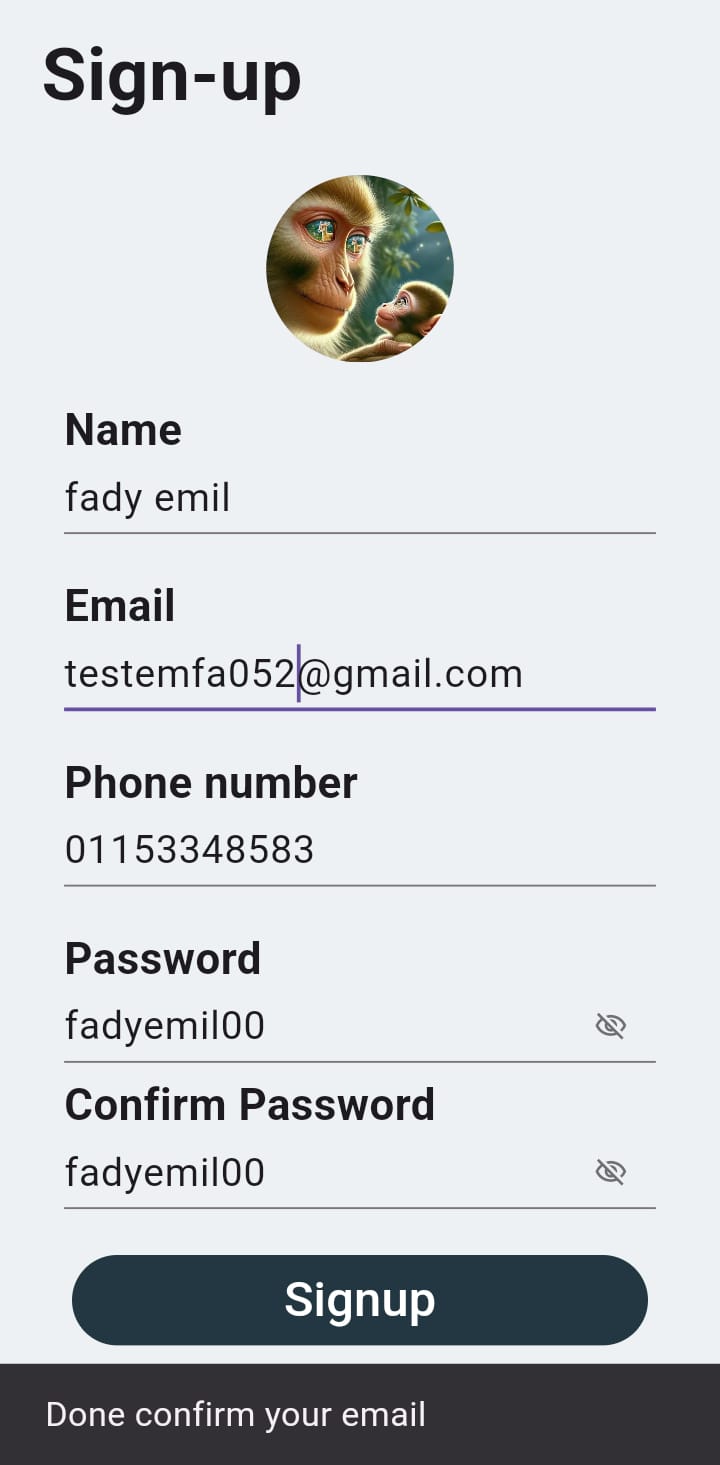 Sign-up
Name
fady emil
Email
testemfa052@gmail.com
Phone number
01153348583
Password
fadyemil00
Confirm Password
fadyemil00
Signup
Done confirm your email